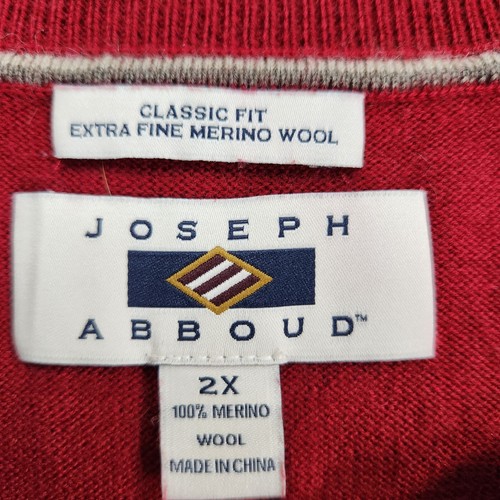 CLASSIC FIT
EXTRA FINE MERINO WOOL
JOSEPH
ABBOUD™
2X
100% MERINO
WOOL
MADE IN CHINA